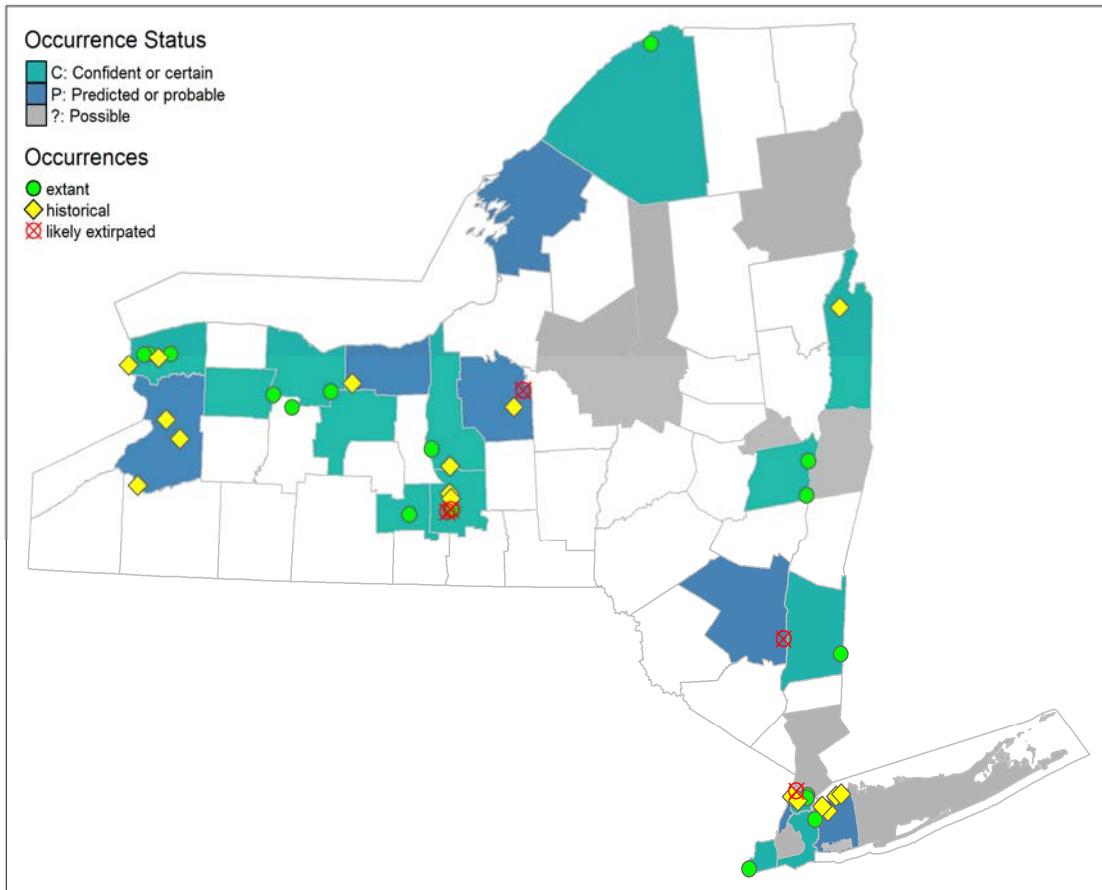 Occurrence Status
C: Confident or certain
P: Predicted or probable
?: Possible
Occurrences
extant
historical
likely extirpated